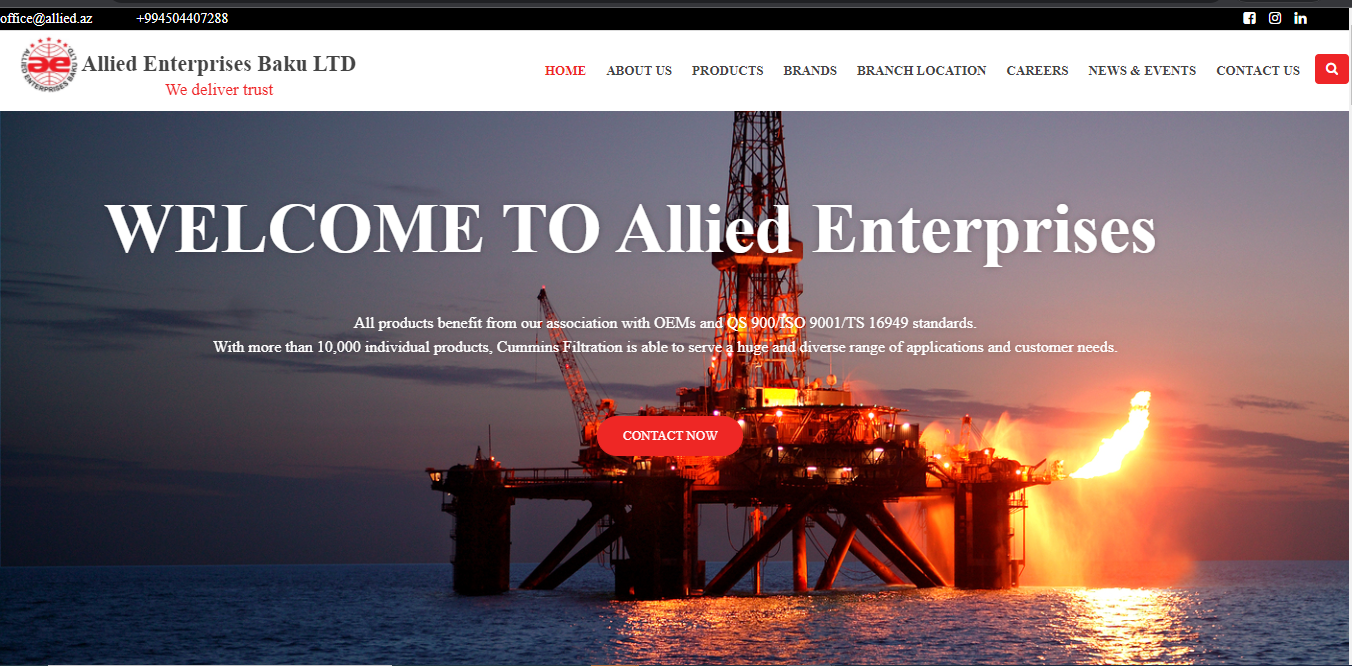 office@allied.az +994504407288
ALLIED ENTERPRISES BAKU LTD
ae
Allied Enterprises Baku LTD
We deliver trust
HOME ABOUT US PRODUCTS BRANDS BRANCH LOCATION CAREERS NEWS & EVENTS CONTACT US
WELCOME TO Allied Enterprises
All products benefit from our association with OEMs and QS 900/ISO 9001/TS 16949 standards.
With more than 10,000 individual products, Cummins Filtration is able to serve a huge and diverse range of applications and customer needs.
CONTACT NOW